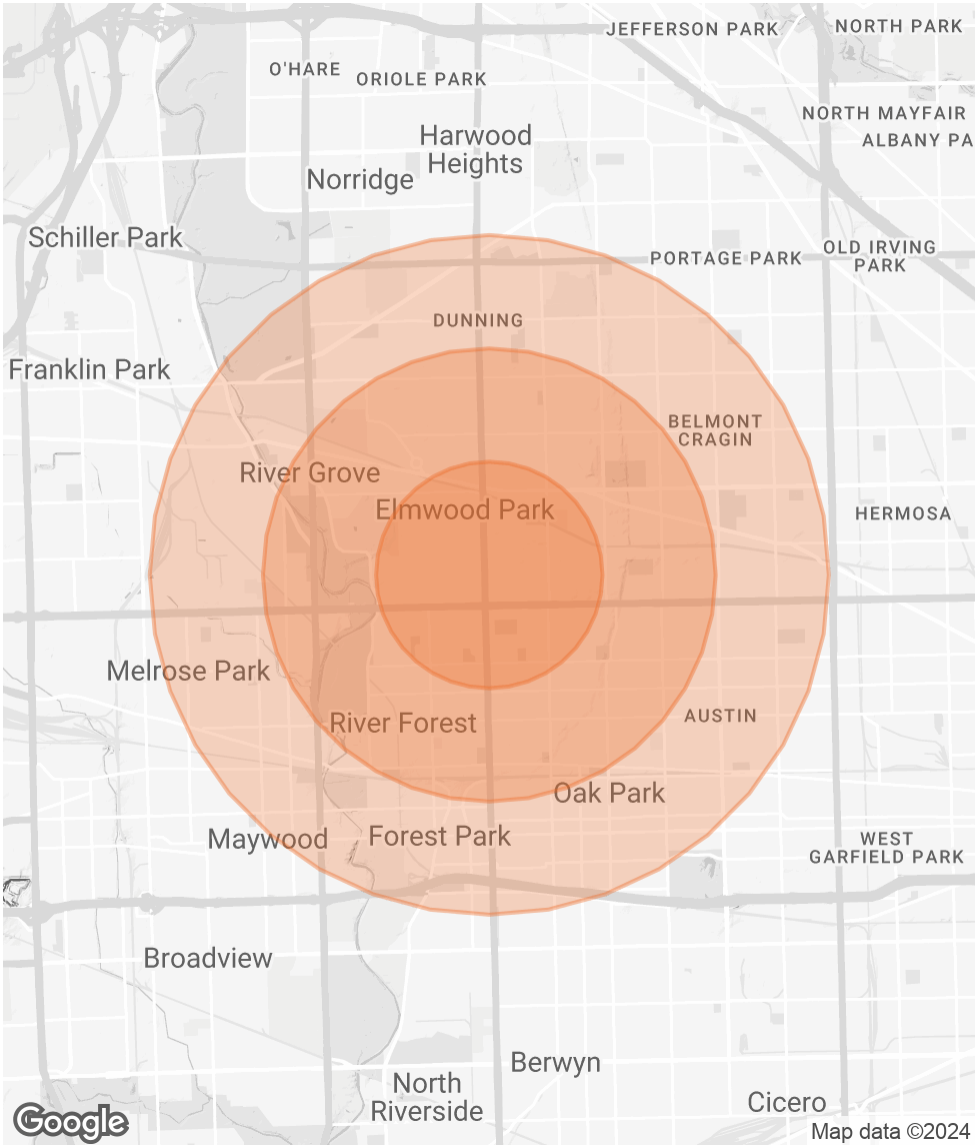 JEFFERSON PARK
NORTH PARK
O'HARE
ORIOLE PARK
NORTH MAYFAIR
ALBANY PA
Harwood
Heights
Norridge
Schiller Park
PORTAGE PARK
OLD IRVING
PARK
DUNNING
Franklin Park
BELMONT
CRAGIN
River Grove
Elmwood Park
HERMOSA
Melrose Park
River Forest
AUSTIN
Oak Park
Maywood
Forest Park
WEST
GARFIELD PARK
Broadview
Berwyn
North
Riverside
Cicero
Google
Map data ©2024